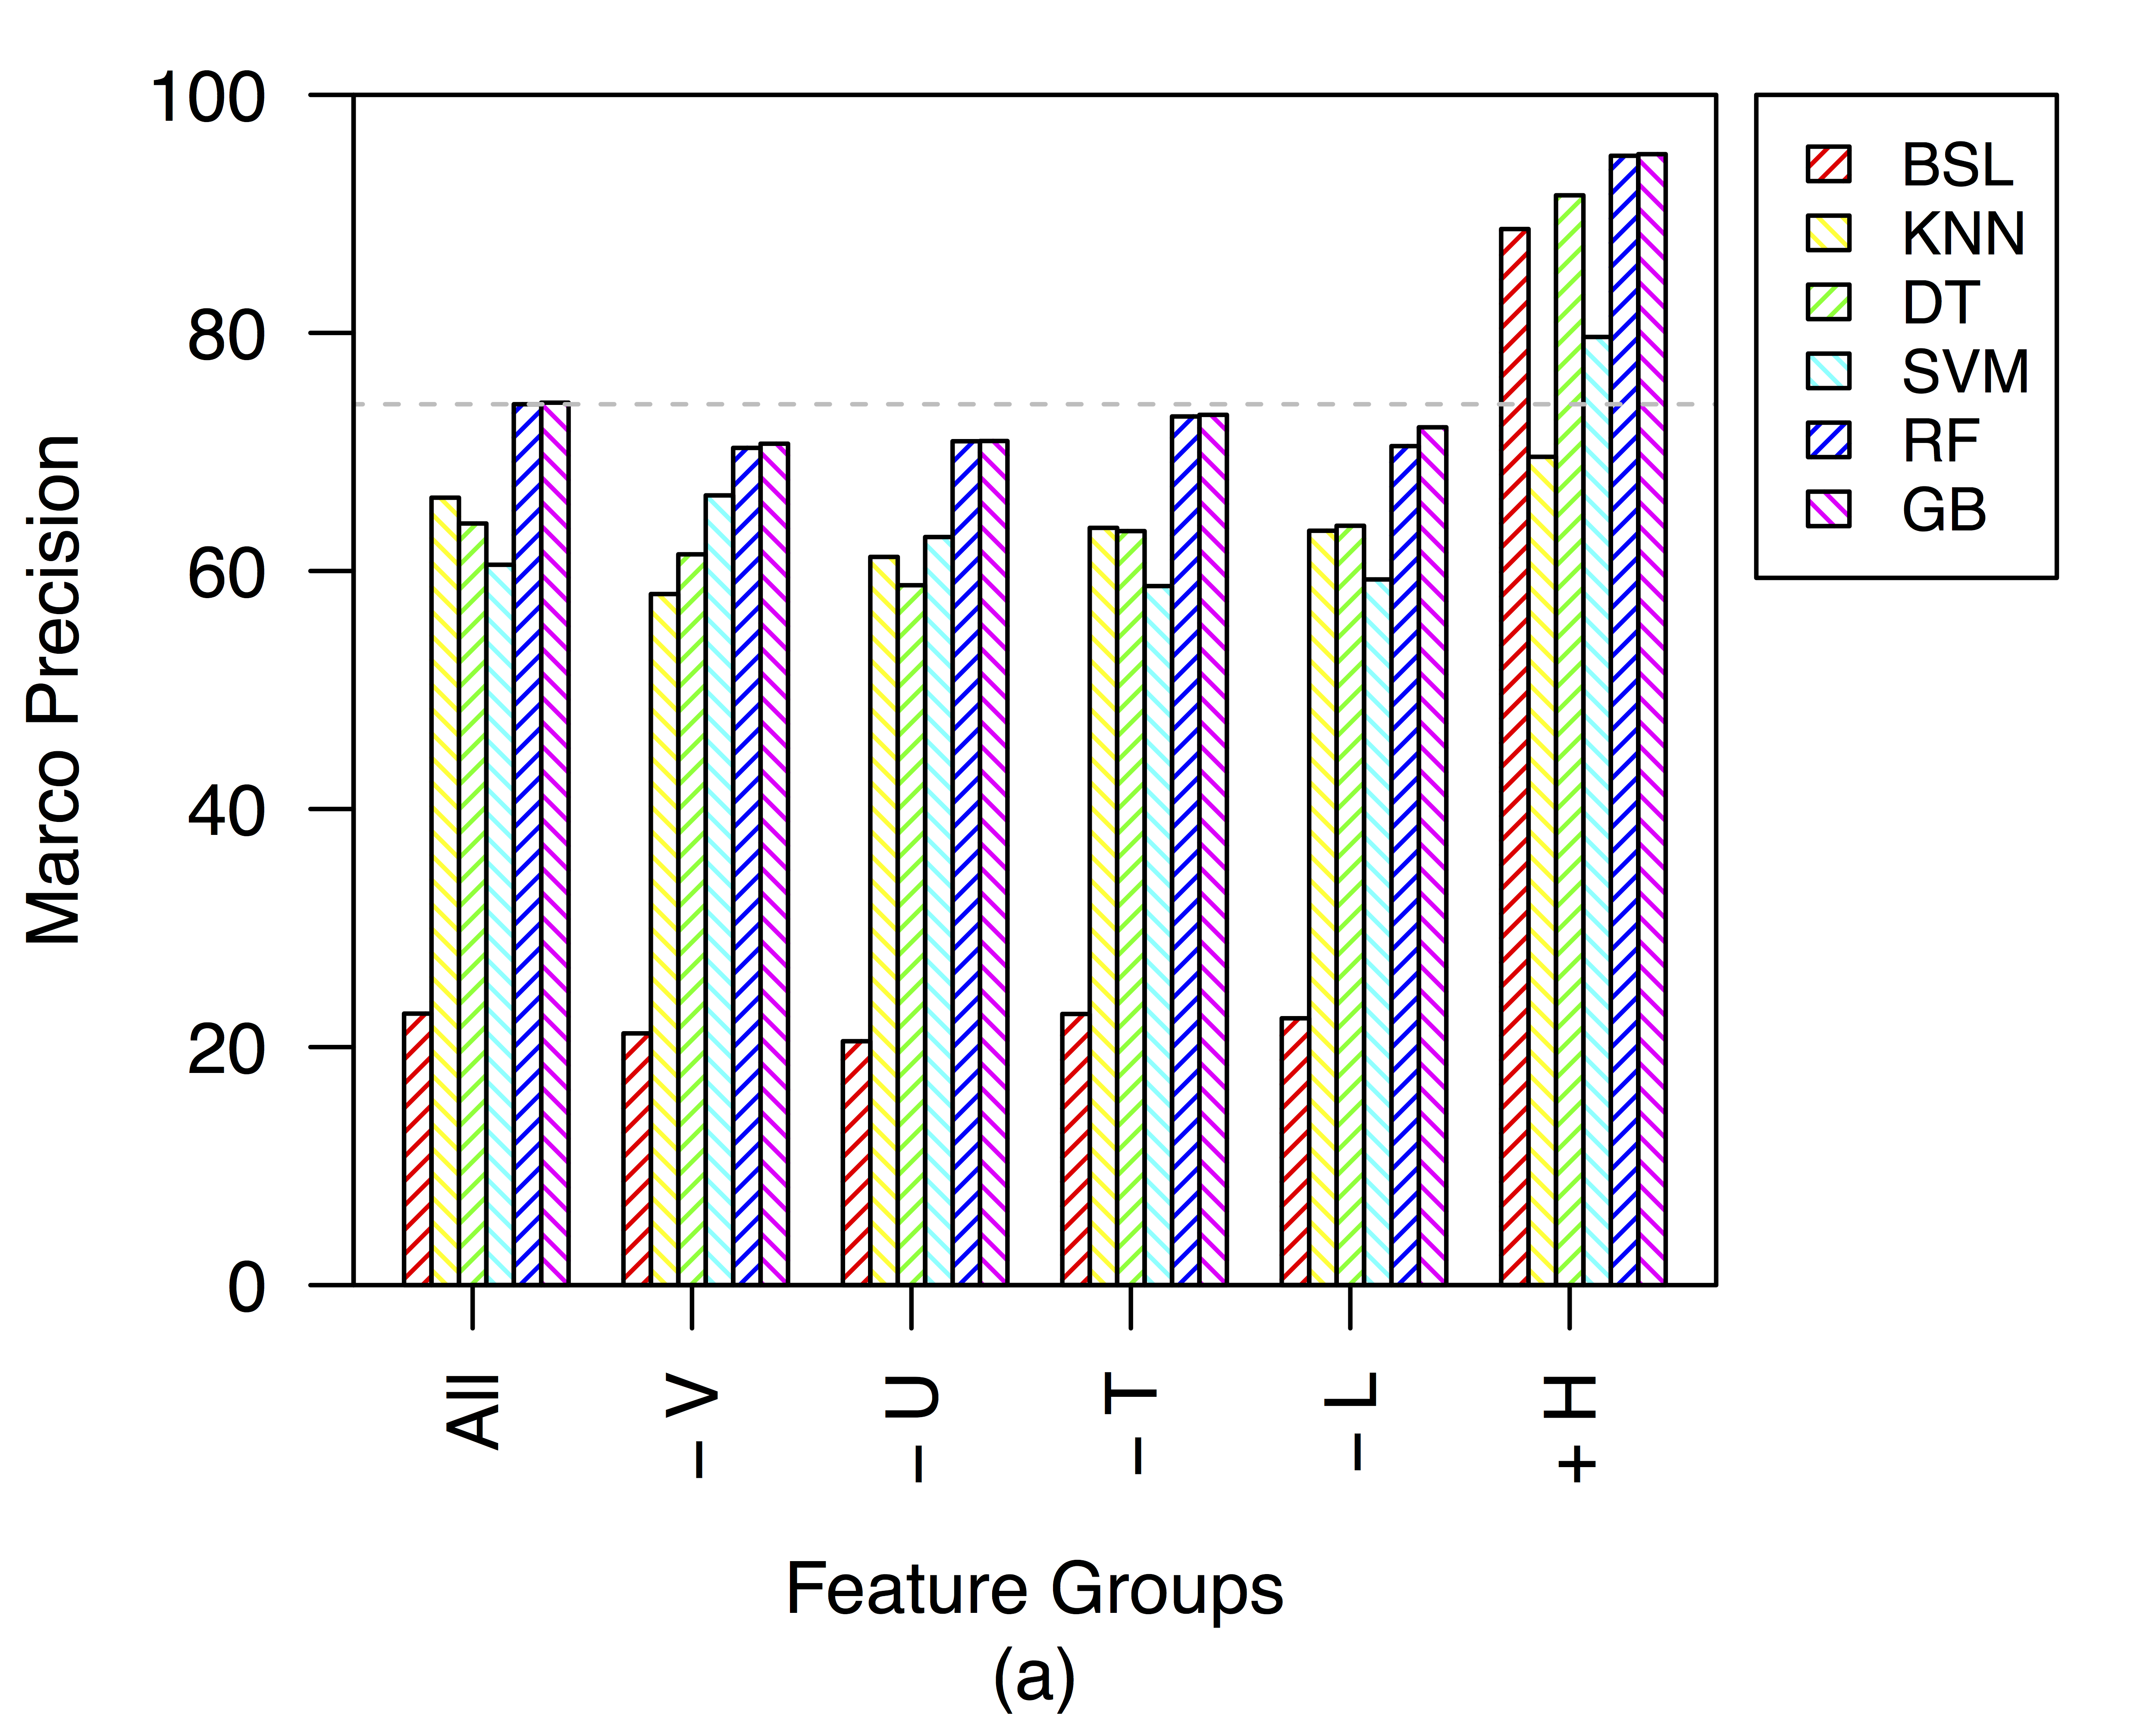 100
80
60
40
20
0
Marco Precision
All
– V
– U
– T
– L
+ H
Feature Groups
(a)
BSL
KNN
DT
SVM
RF
GB